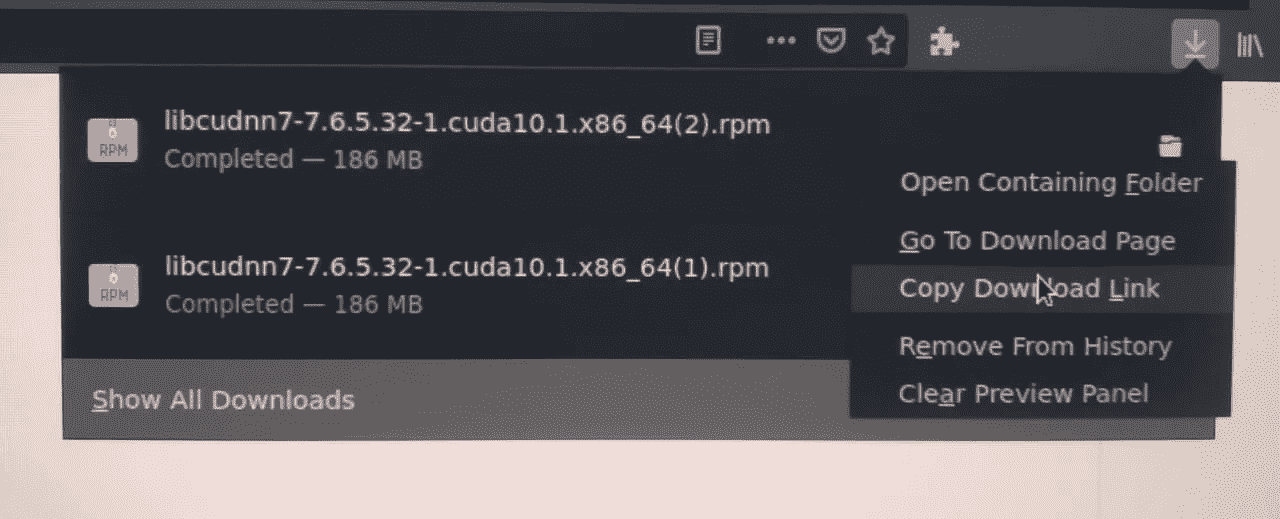 libcudnn7-7.6.5.32-1.cuda10.1.x86_64(2).rpm
RPM
Completed — 186 MB
Open Containing Folder
Go To Download Page
libcudnn7-7.6.5.32-1.cuda10.1.x86_64(1).rpm
RPM
Completed — 186 MB
Copy Download Link
Remove From History
Clear Preview Panel
Show All Downloads